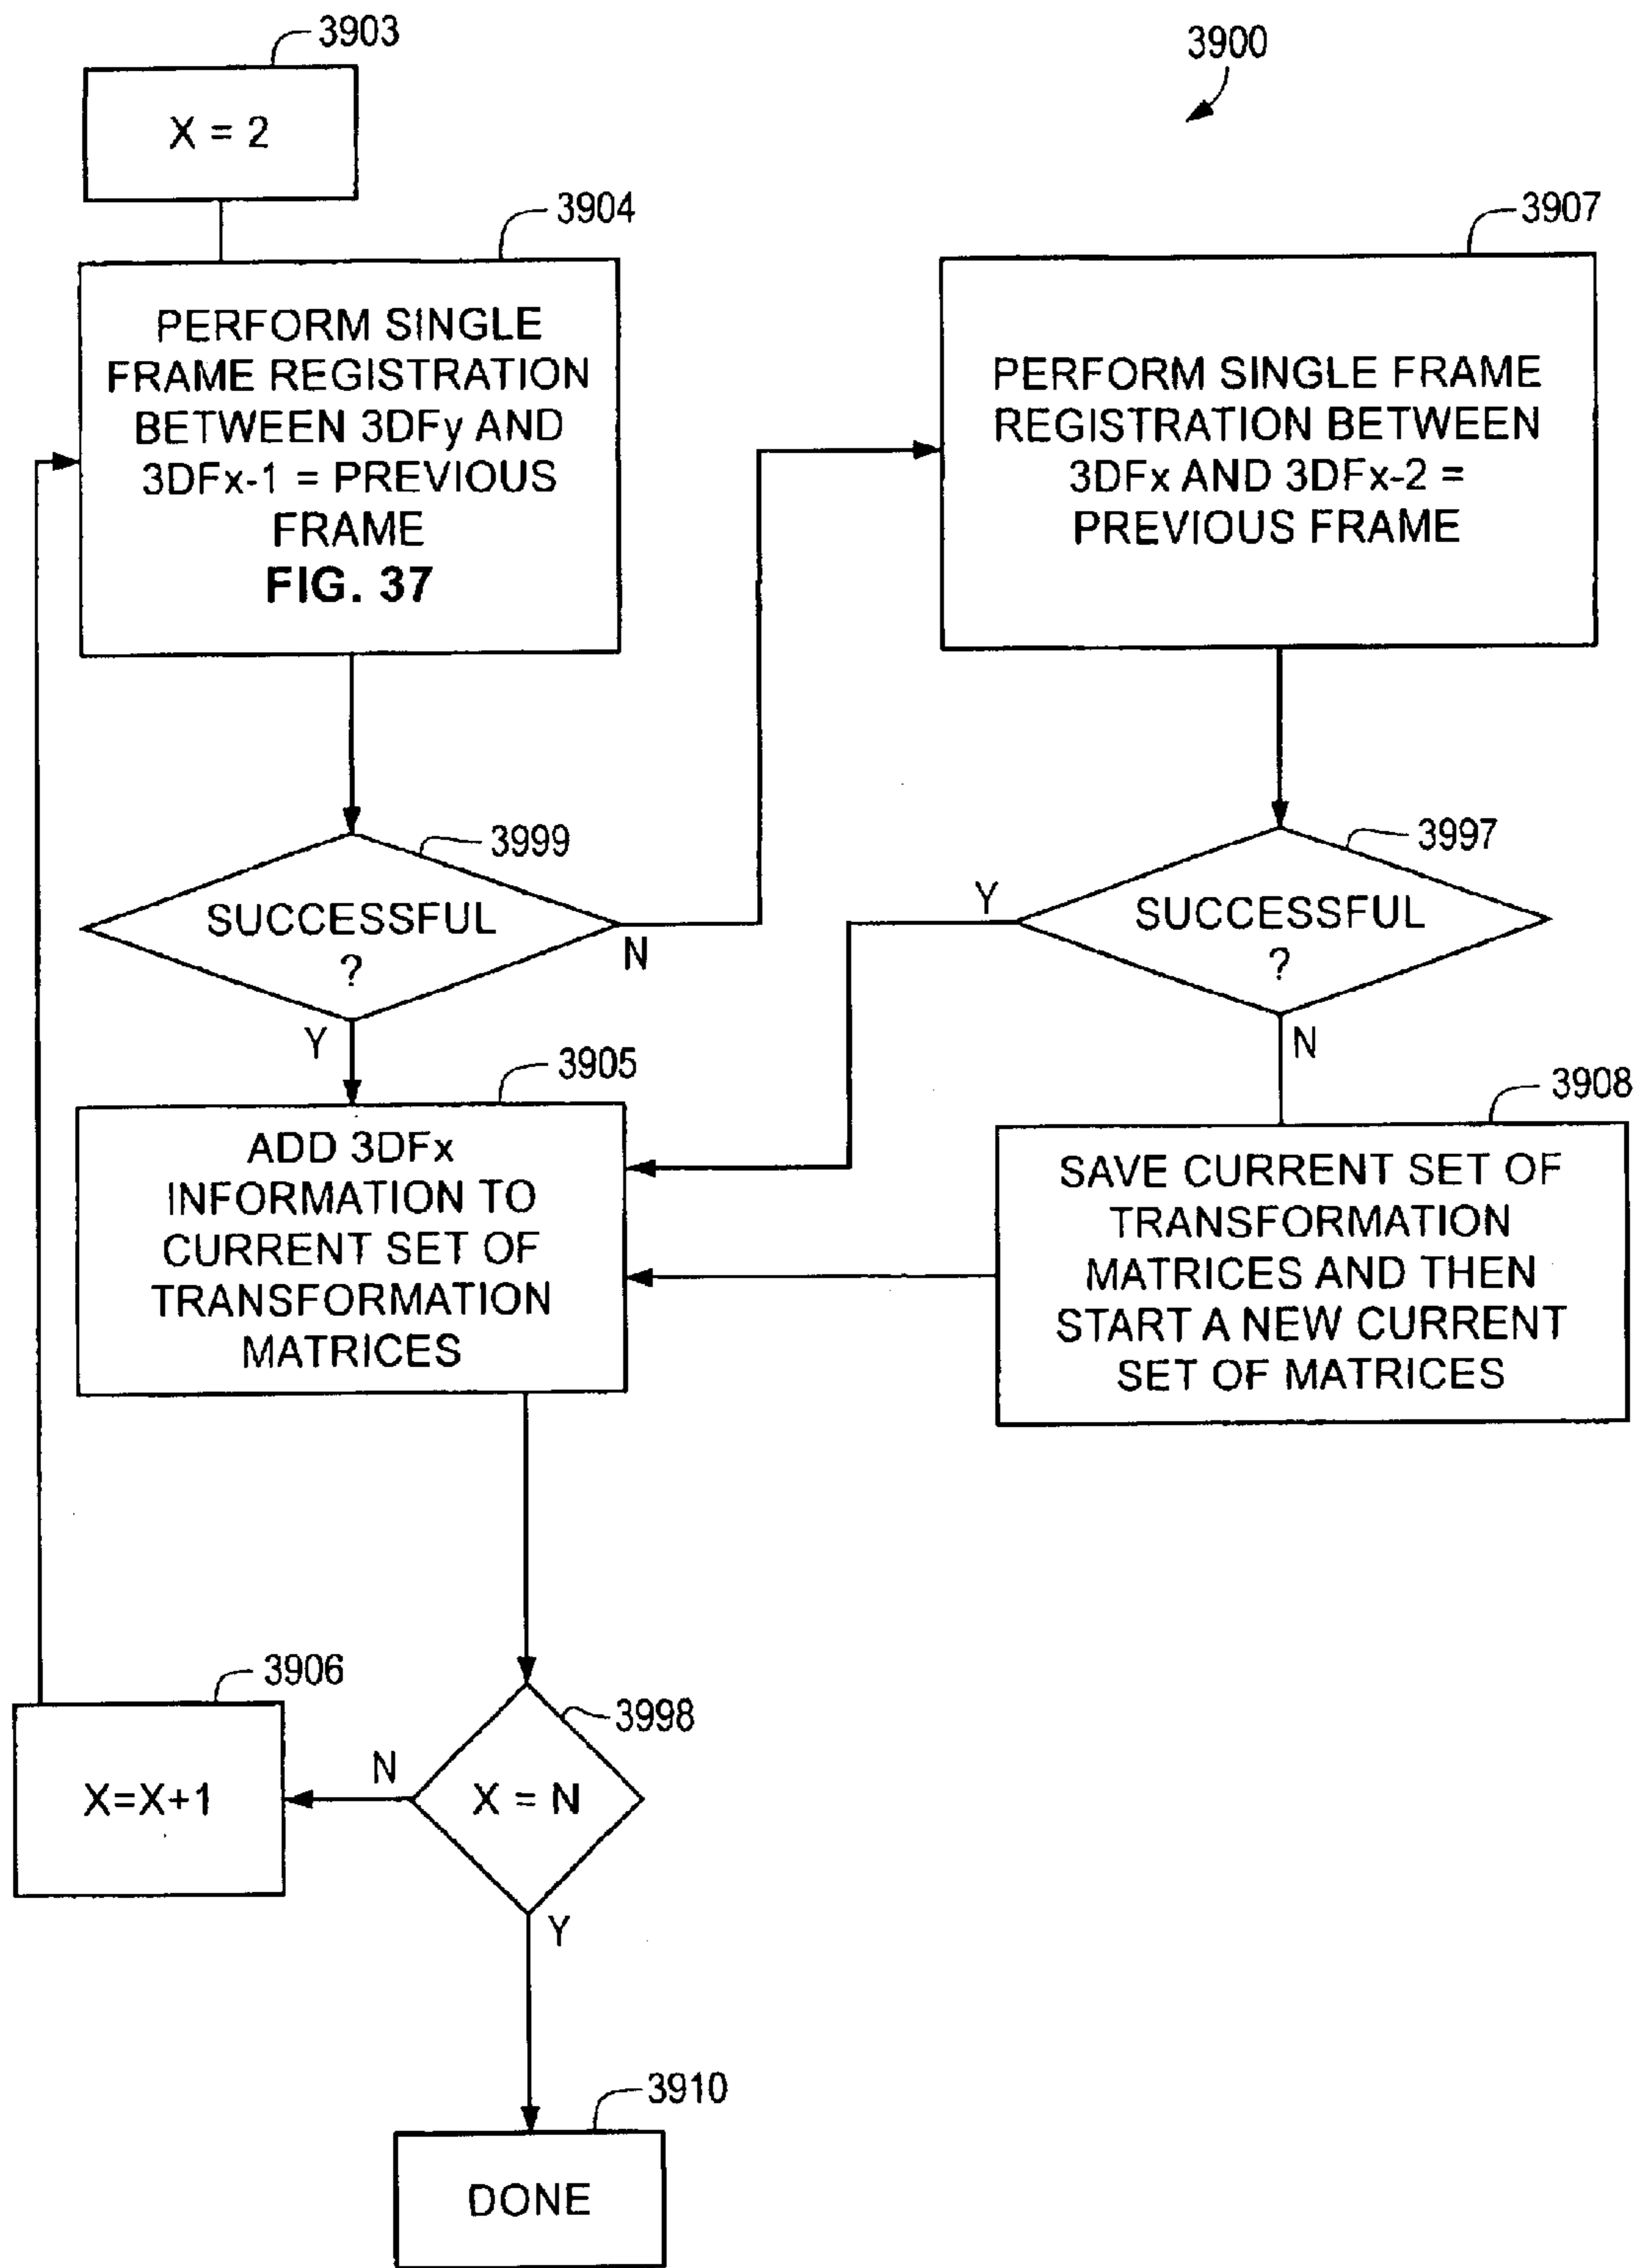 3903
3900
X = 2
3904
PERFORM SINGLE
FRAME REGISTRATION
BETWEEN 3DFy AND
3DFx-1 = PREVIOUS
FRAME
FIG. 37
3907
PERFORM SINGLE FRAME
REGISTRATION BETWEEN
3DFx AND 3DFx-2 =
PREVIOUS FRAME
3999
SUCCESSFUL
?
N
Y
3997
Y
SUCCESSFUL
?
N
3905
ADD 3DFx
INFORMATION TO
CURRENT SET OF
TRANSFORMATION
MATRICES
3908
SAVE CURRENT SET OF
TRANSFORMATION
MATRICES AND THEN
START A NEW CURRENT
SET OF MATRICES
3906
X=X+1
3998
N
X = N
Y
3910
DONE